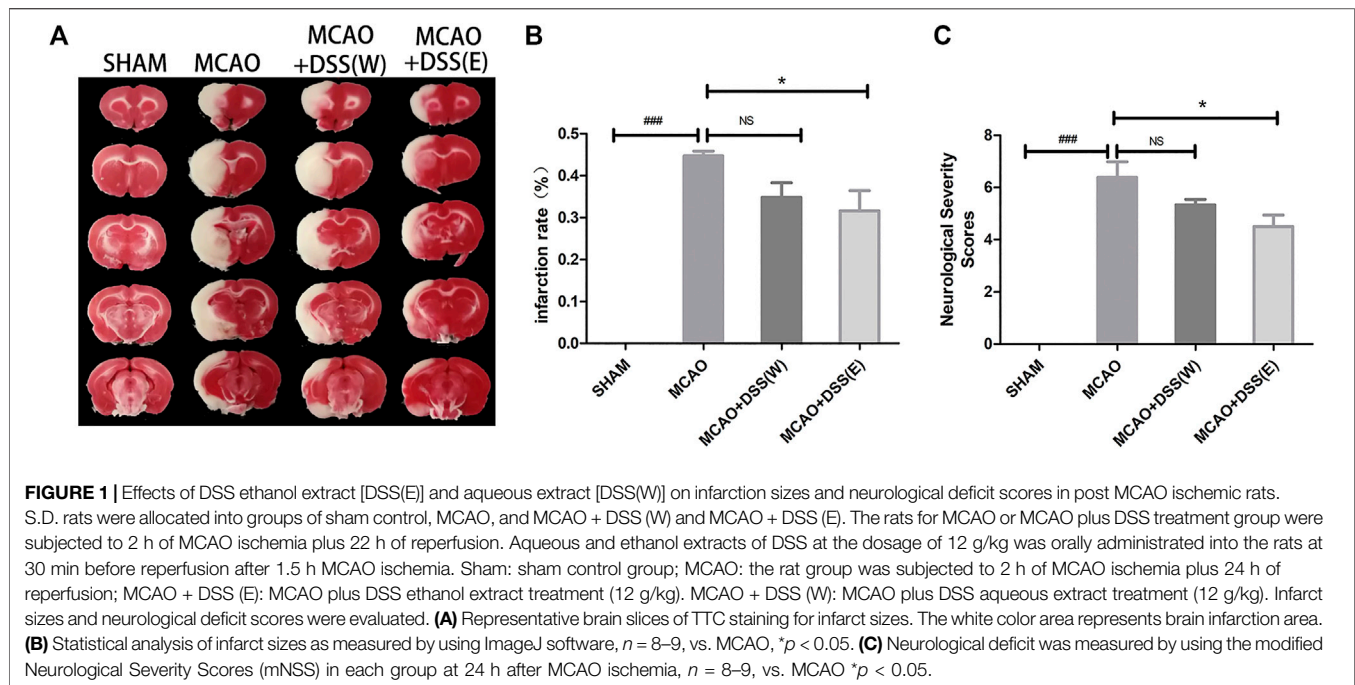 A
SHAM MCAO MCAO +DSS(W) MCAO +DSS(E)
B
*
###
NS
infarction rate (%)
0.5
0.4
0.3
0.2
0.1
0.0
SHAM
MCAO
MCAO+DSS(W)
MCAO+DSS(E)
C
*
###
NS
Neurological Severity
Scores
8
6
4
2
0
SHAM
MCAO
MCAO+DSS(W)
MCAO+DSS(E)
FIGURE 1 | Effects of DSS ethanol extract [DSS(E)] and aqueous extract [DSS(W)] on infarction sizes and neurological deficit scores in post MCAO ischemic rats.
S.D. rats were allocated into groups of sham control, MCAO, and MCAO + DSS (W) and MCAO + DSS (E). The rats for MCAO or MCAO plus DSS treatment group were
subjected to 2 h of MCAO ischemia plus 22 h of reperfusion. Aqueous and ethanol extracts of DSS at the dosage of 12 g/kg was orally administrated into the rats at
30 min before reperfusion after 1.5 h MCAO ischemia. Sham: sham control group; MCAO: the rat group was subjected to 2 h of MCAO ischemia plus 24 h of
reperfusion; MCAO + DSS (E): MCAO plus DSS ethanol extract treatment (12 g/kg). MCAO + DSS (W): MCAO plus DSS aqueous extract treatment (12 g/kg). Infarct
sizes and neurological deficit scores were evaluated. (A) Representative brain slices of TTC staining for infarct sizes. The white color area represents brain infarction area.
(B) Statistical analysis of infarct sizes as measured by using ImageJ software, n = 8–9, vs. MCAO, *p < 0.05. (C) Neurological deficit was measured by using the modified
Neurological Severity Scores (mNSS) in each group at 24 h after MCAO ischemia, n = 8–9, vs. MCAO *p < 0.05.